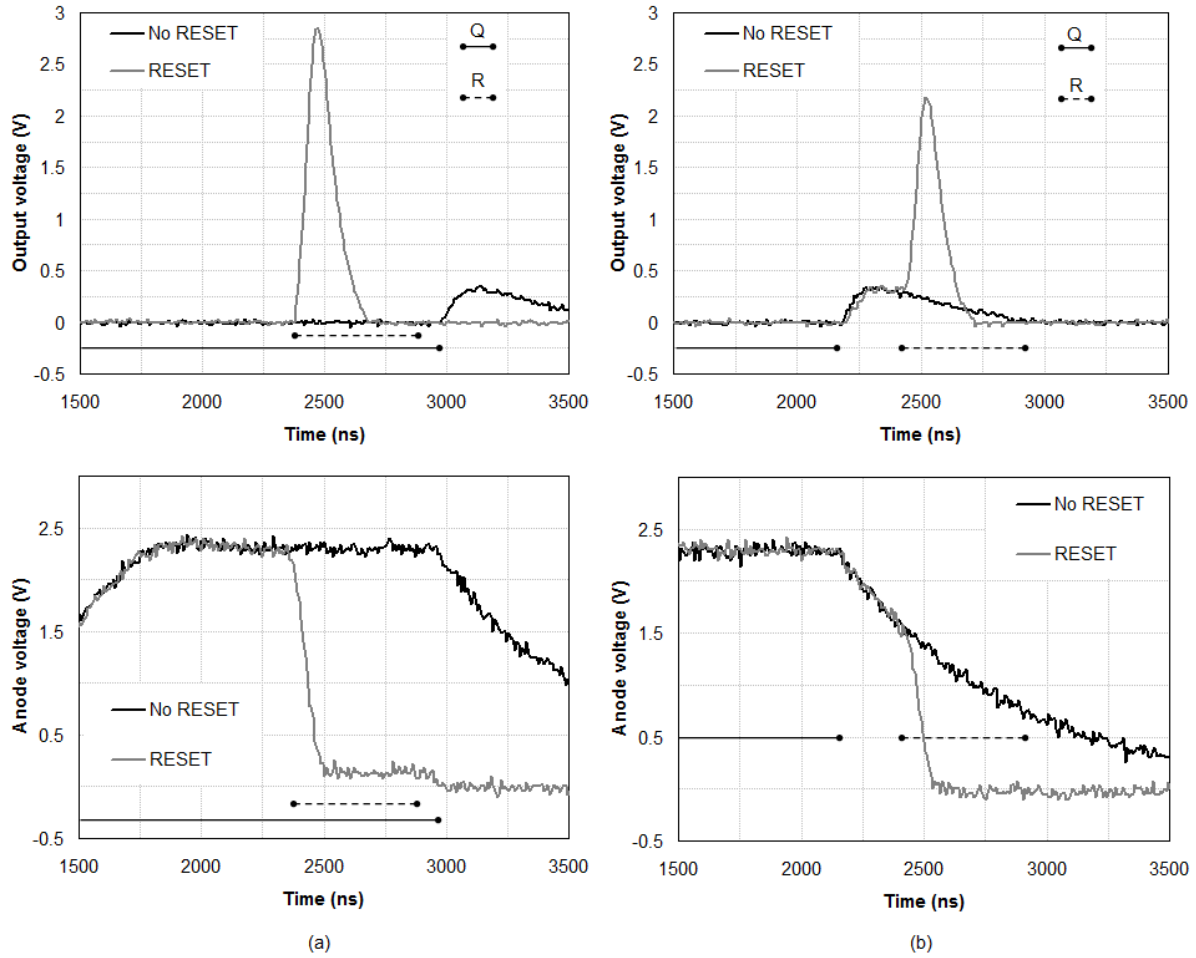 No RESET
RESET
Q
R
Output voltage (V)
3
2.5
2
1.5
1
0.5
0
-0.5
1500 2000 2500 3000 3500
Time (ns)
No RESET
RESET
Q
R
Output voltage (V)
3
2.5
2
1.5
1
0.5
0
-0.5
1500 2000 2500 3000 3500
Time (ns)
No RESET
RESET
Anode voltage (V)
2.5
1.5
0.5
-0.5
1500 2000 2500 3000 3500
Time (ns)
(a)
No RESET
RESET
Anode voltage (V)
2.5
1.5
0.5
-0.5
1500 2000 2500 3000 3500
Time (ns)
(b)